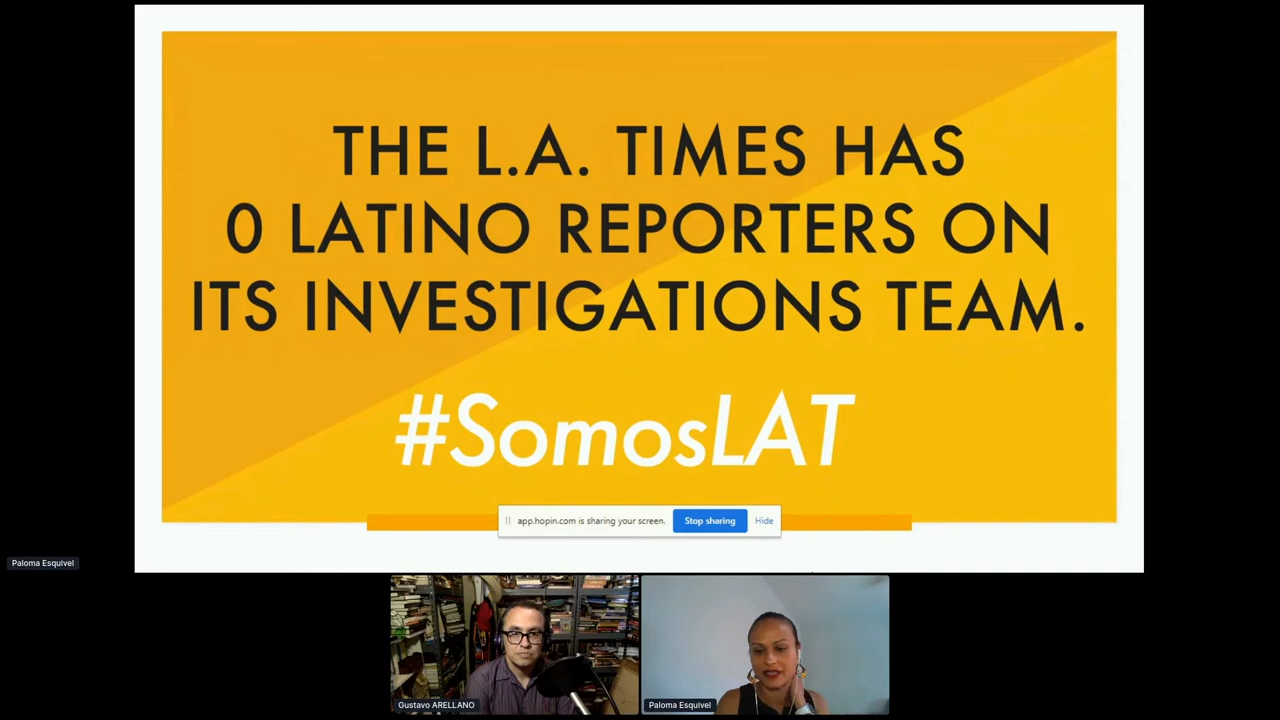 THE L.A. TIMES HAS
0 LATINO REPORTERS ON
ITS INVESTIGATIONS TEAM.
#SomosLAT
app.hopin.com is sharing your screen. Stop sharing Hide
Paloma Esquivel
Gustavo ARELLANO
Paloma Esquivel